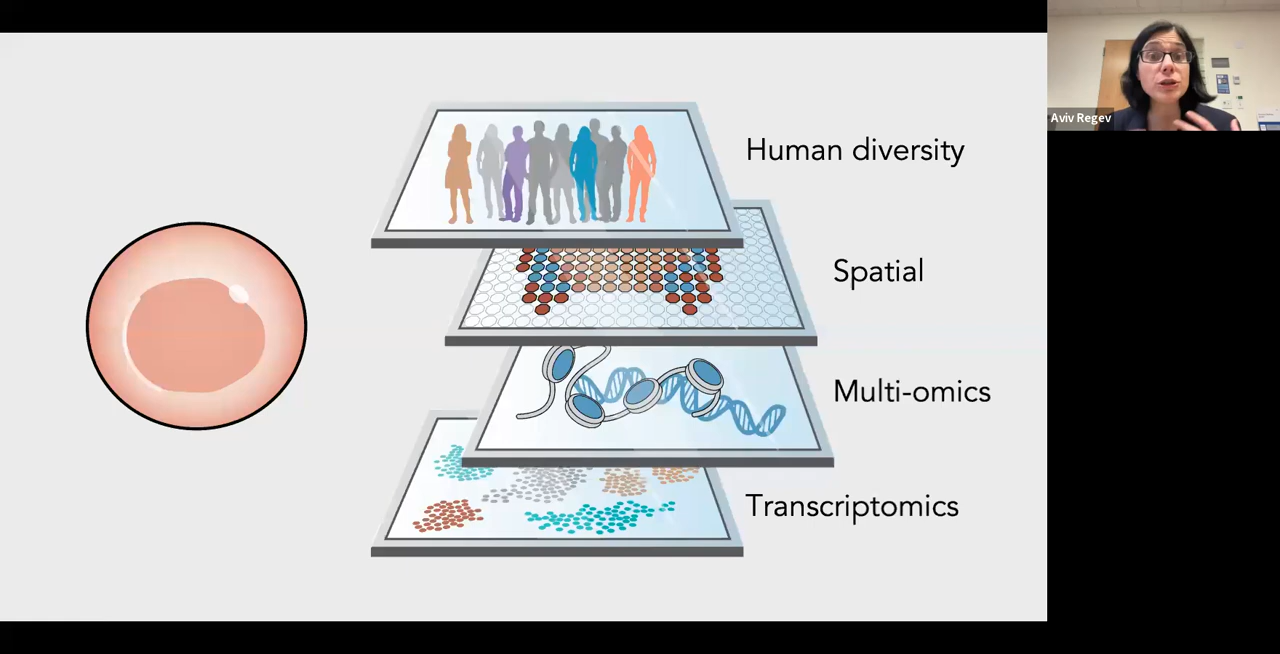 Human diversity
Aviv Regev
Spatial
Multi-omics
Transcriptomics